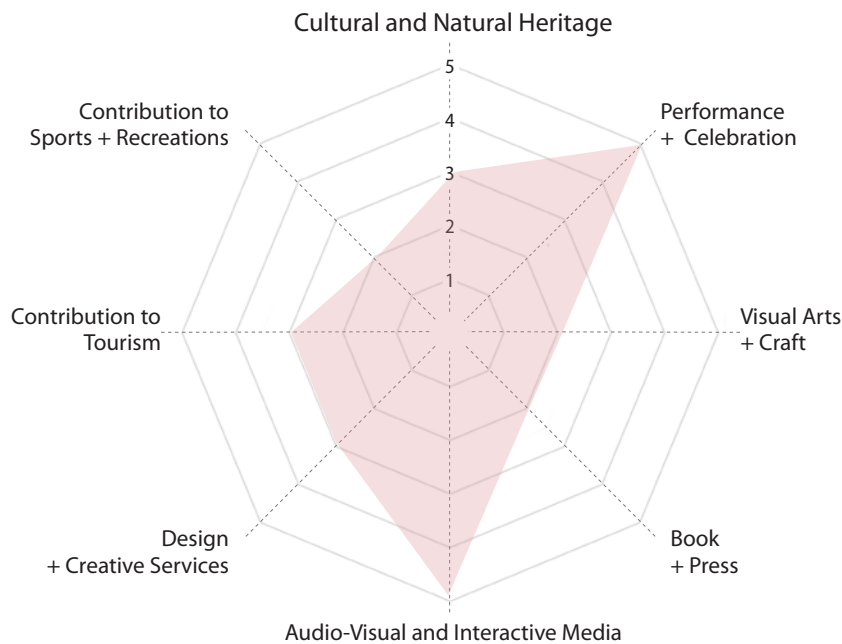 Cultural and Natural Heritage
5
Contribution to
Sports + Recreations
Performance
+ Celebration
4
3
2
1
Contribution to
Tourism
Visual Arts
+ Craft
Design
+ Creative Services
Book
+ Press
Audio-Visual and Interactive Media